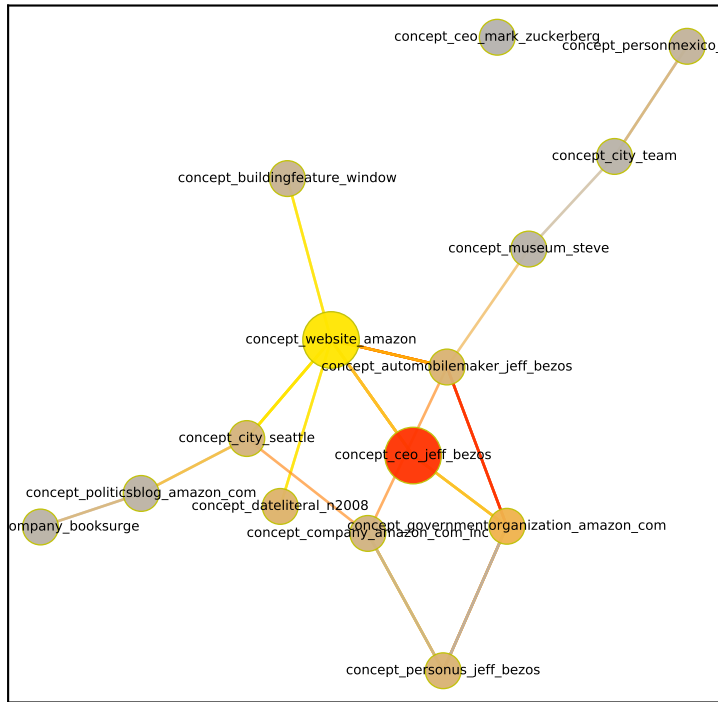 concept_ceo_mark_zuckerberg
concept_personmexico_
concept_city_team
concept_buildingfeature_window
concept_museum_steve
concept_website_amazon
concept_automobilemaker_jeff_bezos
concept_city_seattle
concept_ceo_jeff_bezos
concept_politicsblog_amazon_com
concept_dateliteral_n2008
ompany_booksurge
concept_governmentorganization_amazon_com
concept_company_amazon_com_inc
concept_personus_jeff_bezos